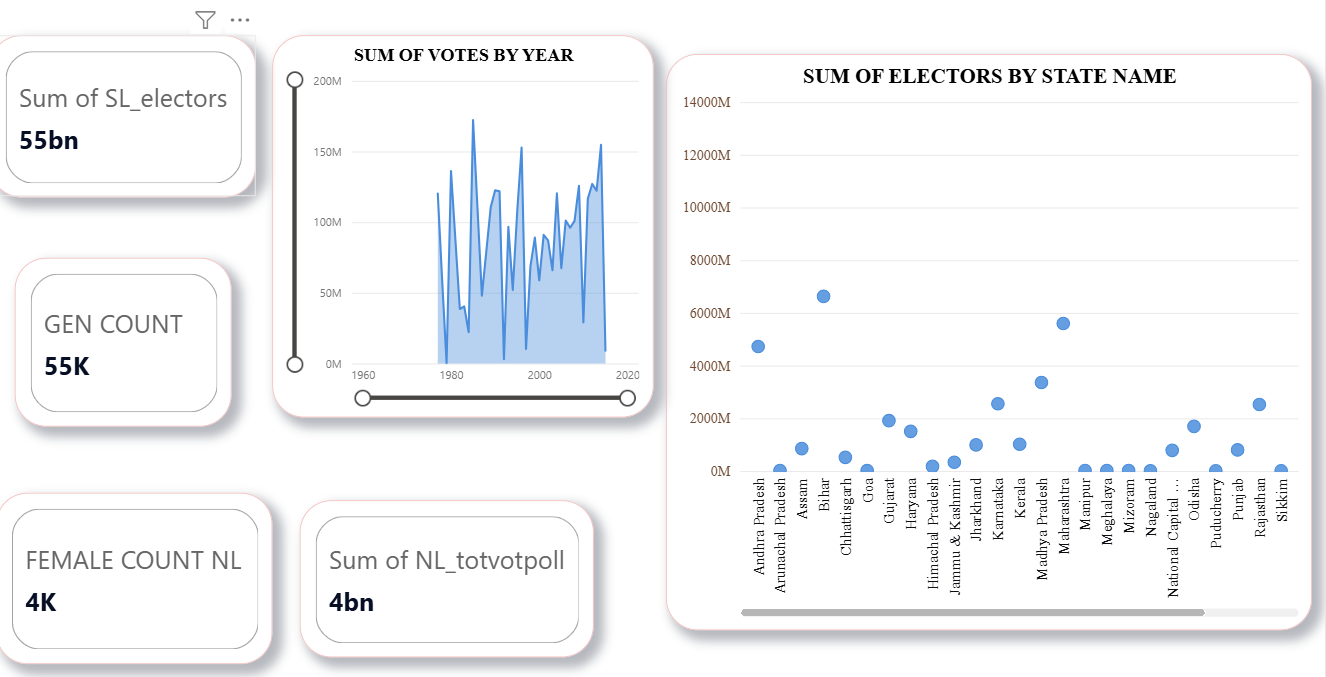 Sum of SL_electors
55bn
GEN COUNT
55K
FEMALE COUNT NL
4K
Sum of NL_totvotpoll
4bn
SUM OF VOTES BY YEAR
200M
150M
100M
50M
0M
1960 1980 2000 2020
SUM OF ELECTORS BY STATE NAME
14000M
12000M
10000M
8000M
6000M
4000M
2000M
0M
Andhra Pradesh
Arunachal Pradesh
Assam
Bihar
Chhattisgarh
Goa
Gujarat
Haryana
Himachal Pradesh
Jammu & Kashmir
Jharkhand
Karnataka
Kerala
Madhya Pradesh
Maharashtra
Manipur
Meghalaya
Mizoram
Nagaland
National Capital ...
Odisha
Puducherry
Punjab
Rajasthan
Sikkim